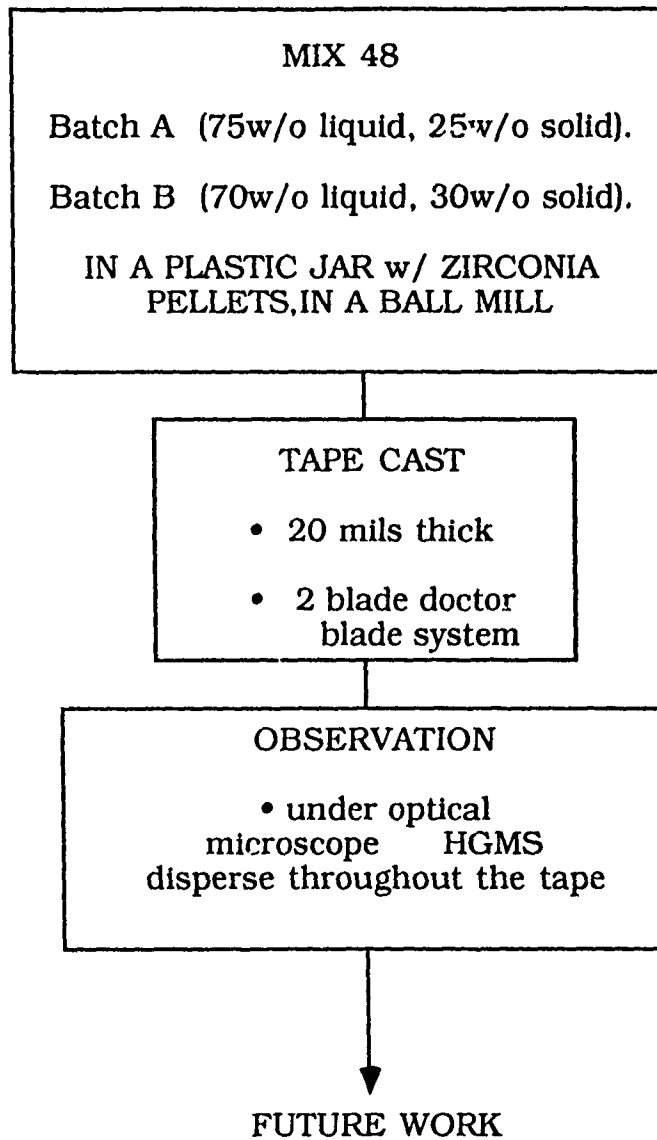 MIX 48
Batch A (75w/o liquid, 25w/o solid).
Batch B (70w/o liquid, 30w/o solid).
IN A PLASTIC JAR w/ ZIRCONIA
PELLETS,IN A BALL MILL
TAPE CAST
• 20 mils thick
• 2 blade doctor
blade system
OBSERVATION
• under optical
microscope HGMS
disperse throughout the tape
FUTURE WORK